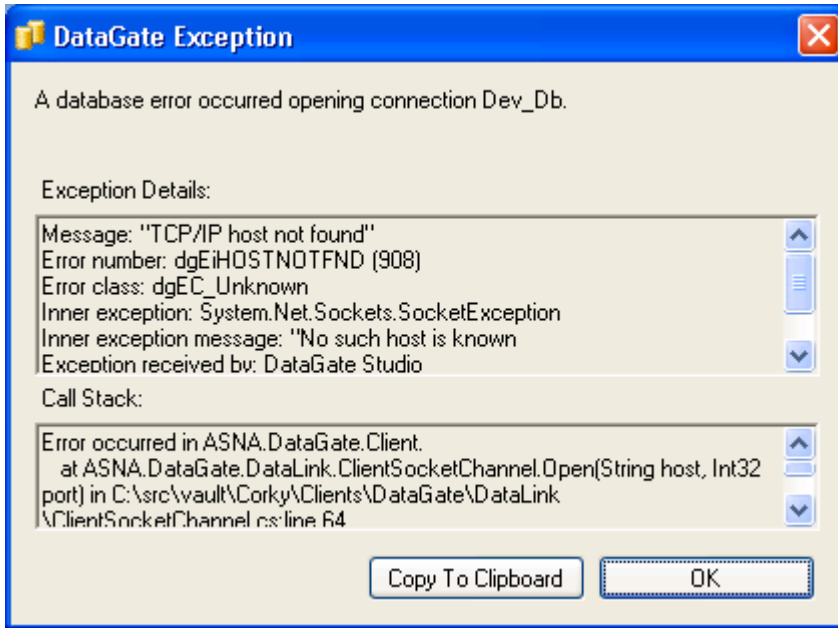 DataGate Exception
A database error occurred opening connection Dev_Db.
Exception Details:
Message: "TCP/IP host not found"
Error number: dgEiHOSTNOTFND (908)
Error class: dgEC_Unknown
Inner exception: System.Net.Sockets.SocketException
Inner exception message: "No such host is known
Exception received by: DataGate Studio
Call Stack:
Error occurred in ASNA.DataGate.Client.
at ASNA.DataGate.DataLink.ClientSocketChannel.Open(String host, Int32
port) in C:\src\vault\Corky\Clients\DataGate\DataLink
\ClientSocketChannel.cs:line 64
Copy To Clipboard
OK